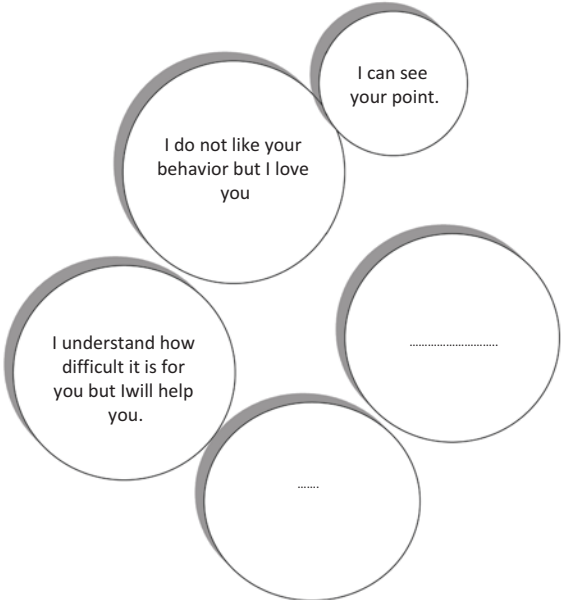 I can see
your point.
I do not like your
behavior but I love
you
I understand how
difficult it is for
you but Iwill help
you.
.............................
.......